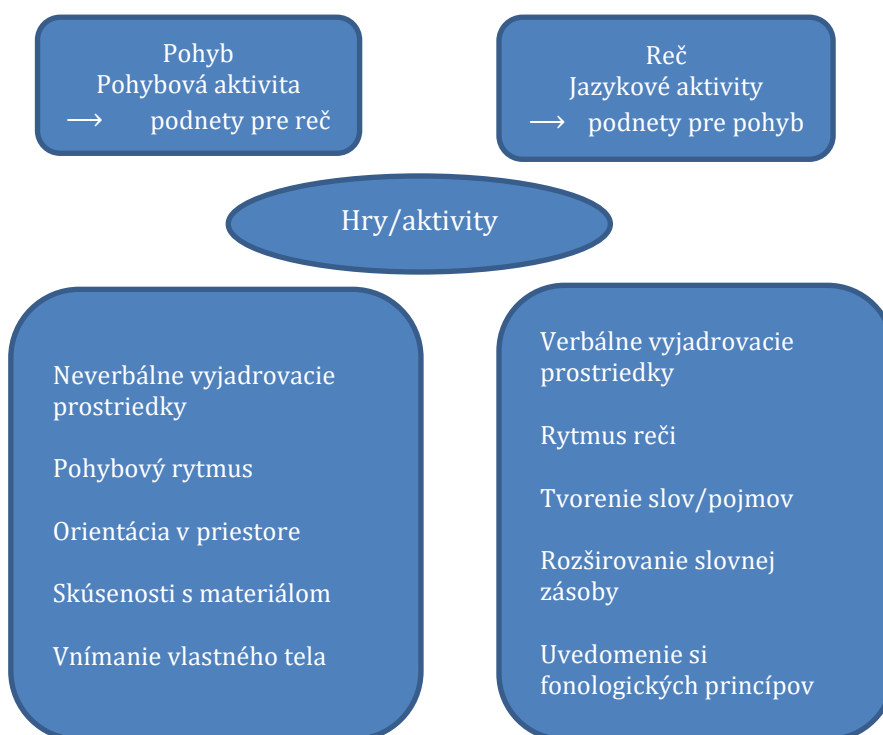 Pohyb
Pohybová aktivita
⟶ podnety pre reč
Reč
Jazykové aktivity
⟶ podnety pre pohyb
Hry/aktivity
Neverbálne vyjadrovacie
prostriedky
Pohybový rytmus
Orientácia v priestore
Skúsenosti s materiálom
Vnímanie vlastného tela
Verbálne vyjadrovacie
prostriedky
Rytmus reči
Tvorenie slov/pojmov
Rozširovanie slovnej
zásoby
Uvedomenie si
fonologických princípov